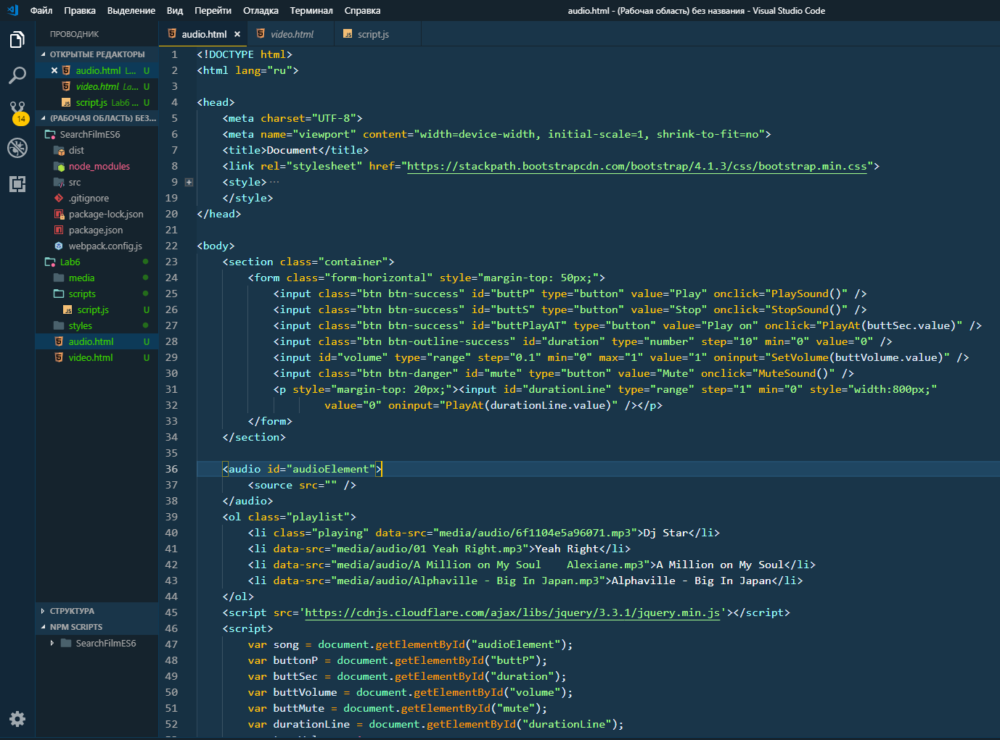 Файл Правка Выделение Вид Перейти Отладка Терминал Справка audio.html - (Рабочая область) без названия - Visual Studio Code
ПРОВОДНИК
ОТКРЫТЫЕ РЕДАКТОРЫ
audio.html L... U
video.html La... U
script.js Lab6 ... U
(РАБОЧАЯ ОБЛАСТЬ) БЕЗ...
SearchFilmES6
dist
node_modules
src
.gitignore
package-lock.json
package.json
webpack.config.js
Lab6
media
scripts
script.js U
styles
audio.html U
video.html U
СТРУКТУРА
NPM SCRIPTS
SearchFilmES6
14
audio.html × video.html script.js
1 <!DOCTYPE html>
2 <html lang="ru">
3
4 <head>
5 <meta charset="UTF-8">
6 <meta name="viewport" content="width=device-width, initial-scale=1, shrink-to-fit=no">
7 <title>Document</title>
8 <link rel="stylesheet" href="https://stackpath.bootstrapcdn.com/bootstrap/4.1.3/css/bootstrap.min.css">
9 <style>...
19 </style>
20 </head>
21
22 <body>
23 <section class="container">
24 <form class="form-horizontal" style="margin-top: 50px;">
25 <input class="btn btn-success" id="buttP" type="button" value="Play" onclick="PlaySound()" />
26 <input class="btn btn-success" id="buttS" type="button" value="Stop" onclick="StopSound()" />
27 <input class="btn btn-success" id="buttPlayAT" type="button" value="Play on" onclick="PlayAt(buttSec.value)" />
28 <input class="btn btn-outline-success" id="duration" type="number" step="10" min="0" value="0" />
29 <input id="volume" type="range" step="0.1" min="0" max="1" value="1" oninput="SetVolume(buttVolume.value)" />
30 <input class="btn btn-danger" id="mute" type="button" value="Mute" onclick="MuteSound()" />
31 <p style="margin-top: 20px;"><input id="durationLine" type="range" step="1" min="0" style="width:800px;"
32 value="0" oninput="PlayAt(durationLine.value)" /></p>
33 </form>
34 </section>
35
36 <audio id="audioElement">
37 <source src="" />
38 </audio>
39 <ol class="playlist">
40 <li class="playing" data-src="media/audio/6f1104e5a96071.mp3">Dj Star</li>
41 <li data-src="media/audio/01 Yeah Right.mp3">Yeah Right</li>
42 <li data-src="media/audio/A Million on My Soul    Alexiane.mp3">A Million on My Soul</li>
43 <li data-src="media/audio/Alphaville - Big In Japan.mp3">Alphaville - Big In Japan</li>
44 </ol>
45 <script src='https://cdnjs.cloudflare.com/ajax/libs/jquery/3.3.1/jquery.min.js'></script>
46 <script>
47 var song = document.getElementById("audioElement");
48 var buttonP = document.getElementById("buttP");
49 var buttSec = document.getElementById("duration");
50 var buttVolume = document.getElementById("volume");
51 var buttMute = document.getElementById("mute");
52 var durationLine = document.getElementById("durationLine");